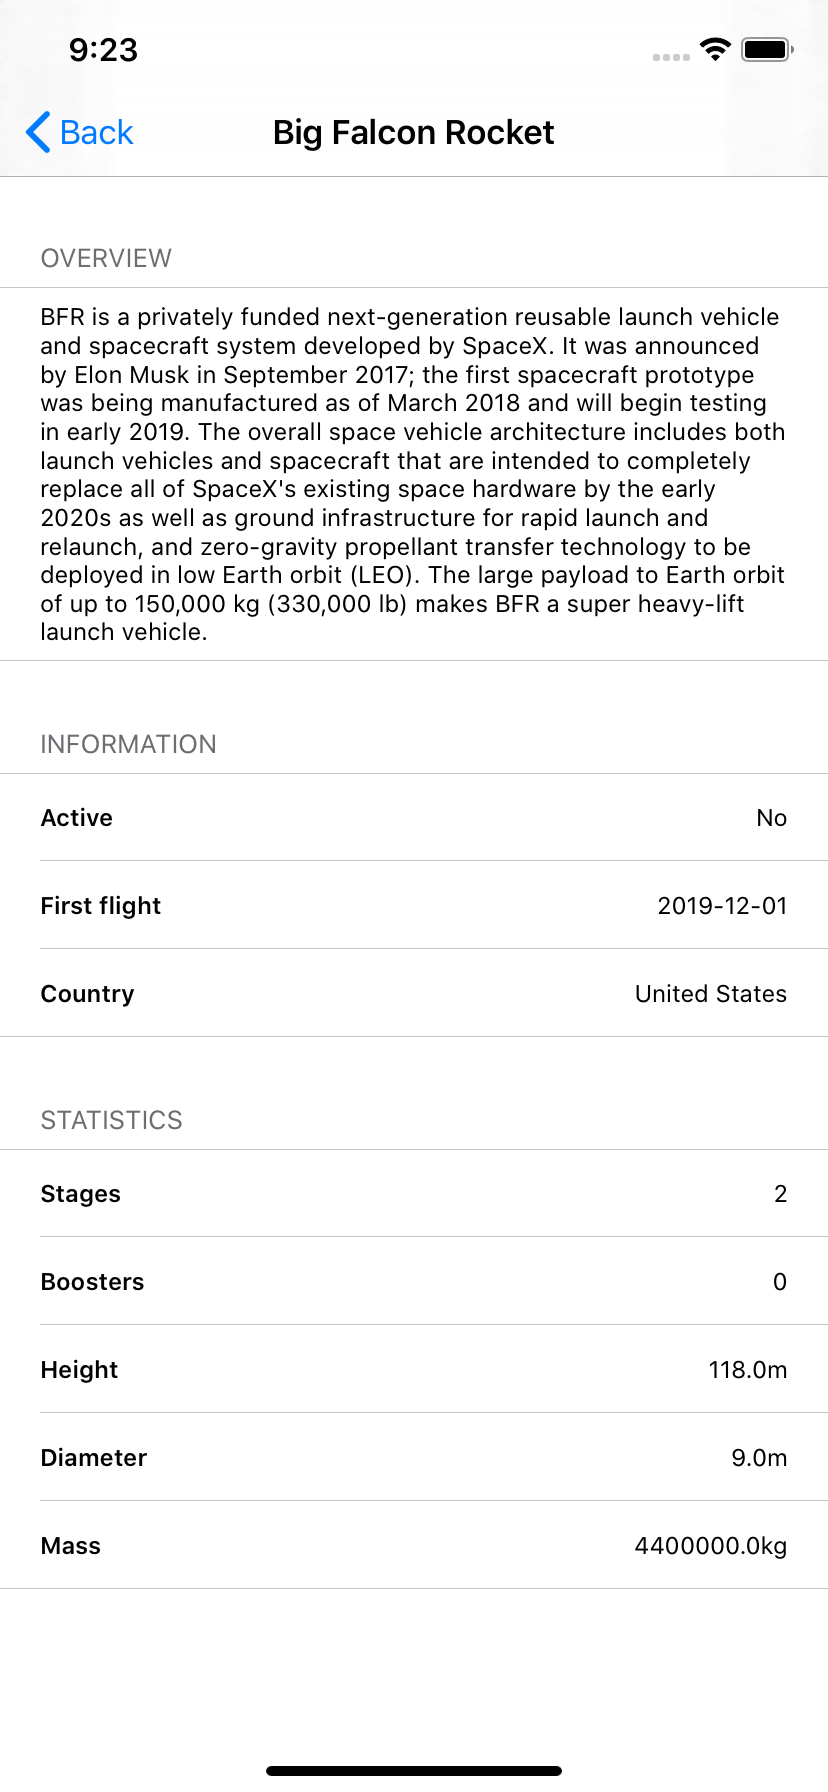 9:23
Back
Big Falcon Rocket
OVERVIEW
BFR is a privately funded next-generation reusable launch vehicle
and spacecraft system developed by SpaceX. It was announced
by Elon Musk in September 2017; the first spacecraft prototype
was being manufactured as of March 2018 and will begin testing
in early 2019. The overall space vehicle architecture includes both
launch vehicles and spacecraft that are intended to completely
replace all of SpaceX's existing space hardware by the early
2020s as well as ground infrastructure for rapid launch and
relaunch, and zero-gravity propellant transfer technology to be
deployed in low Earth orbit (LEO). The large payload to Earth orbit
of up to 150,000 kg (330,000 lb) makes BFR a super heavy-lift
launch vehicle.
INFORMATION
Active No
First flight 2019-12-01
Country United States
STATISTICS
Stages 2
Boosters 0
Height 118.0m
Diameter 9.0m
Mass 4400000.0kg